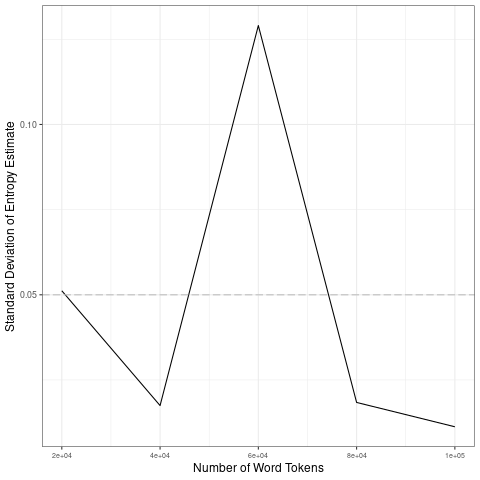 Standard Deviation of Entropy Estimate
0.10
0.05
2e+04 4e+04 6e+04 8e+04 1e+05
Number of Word Tokens